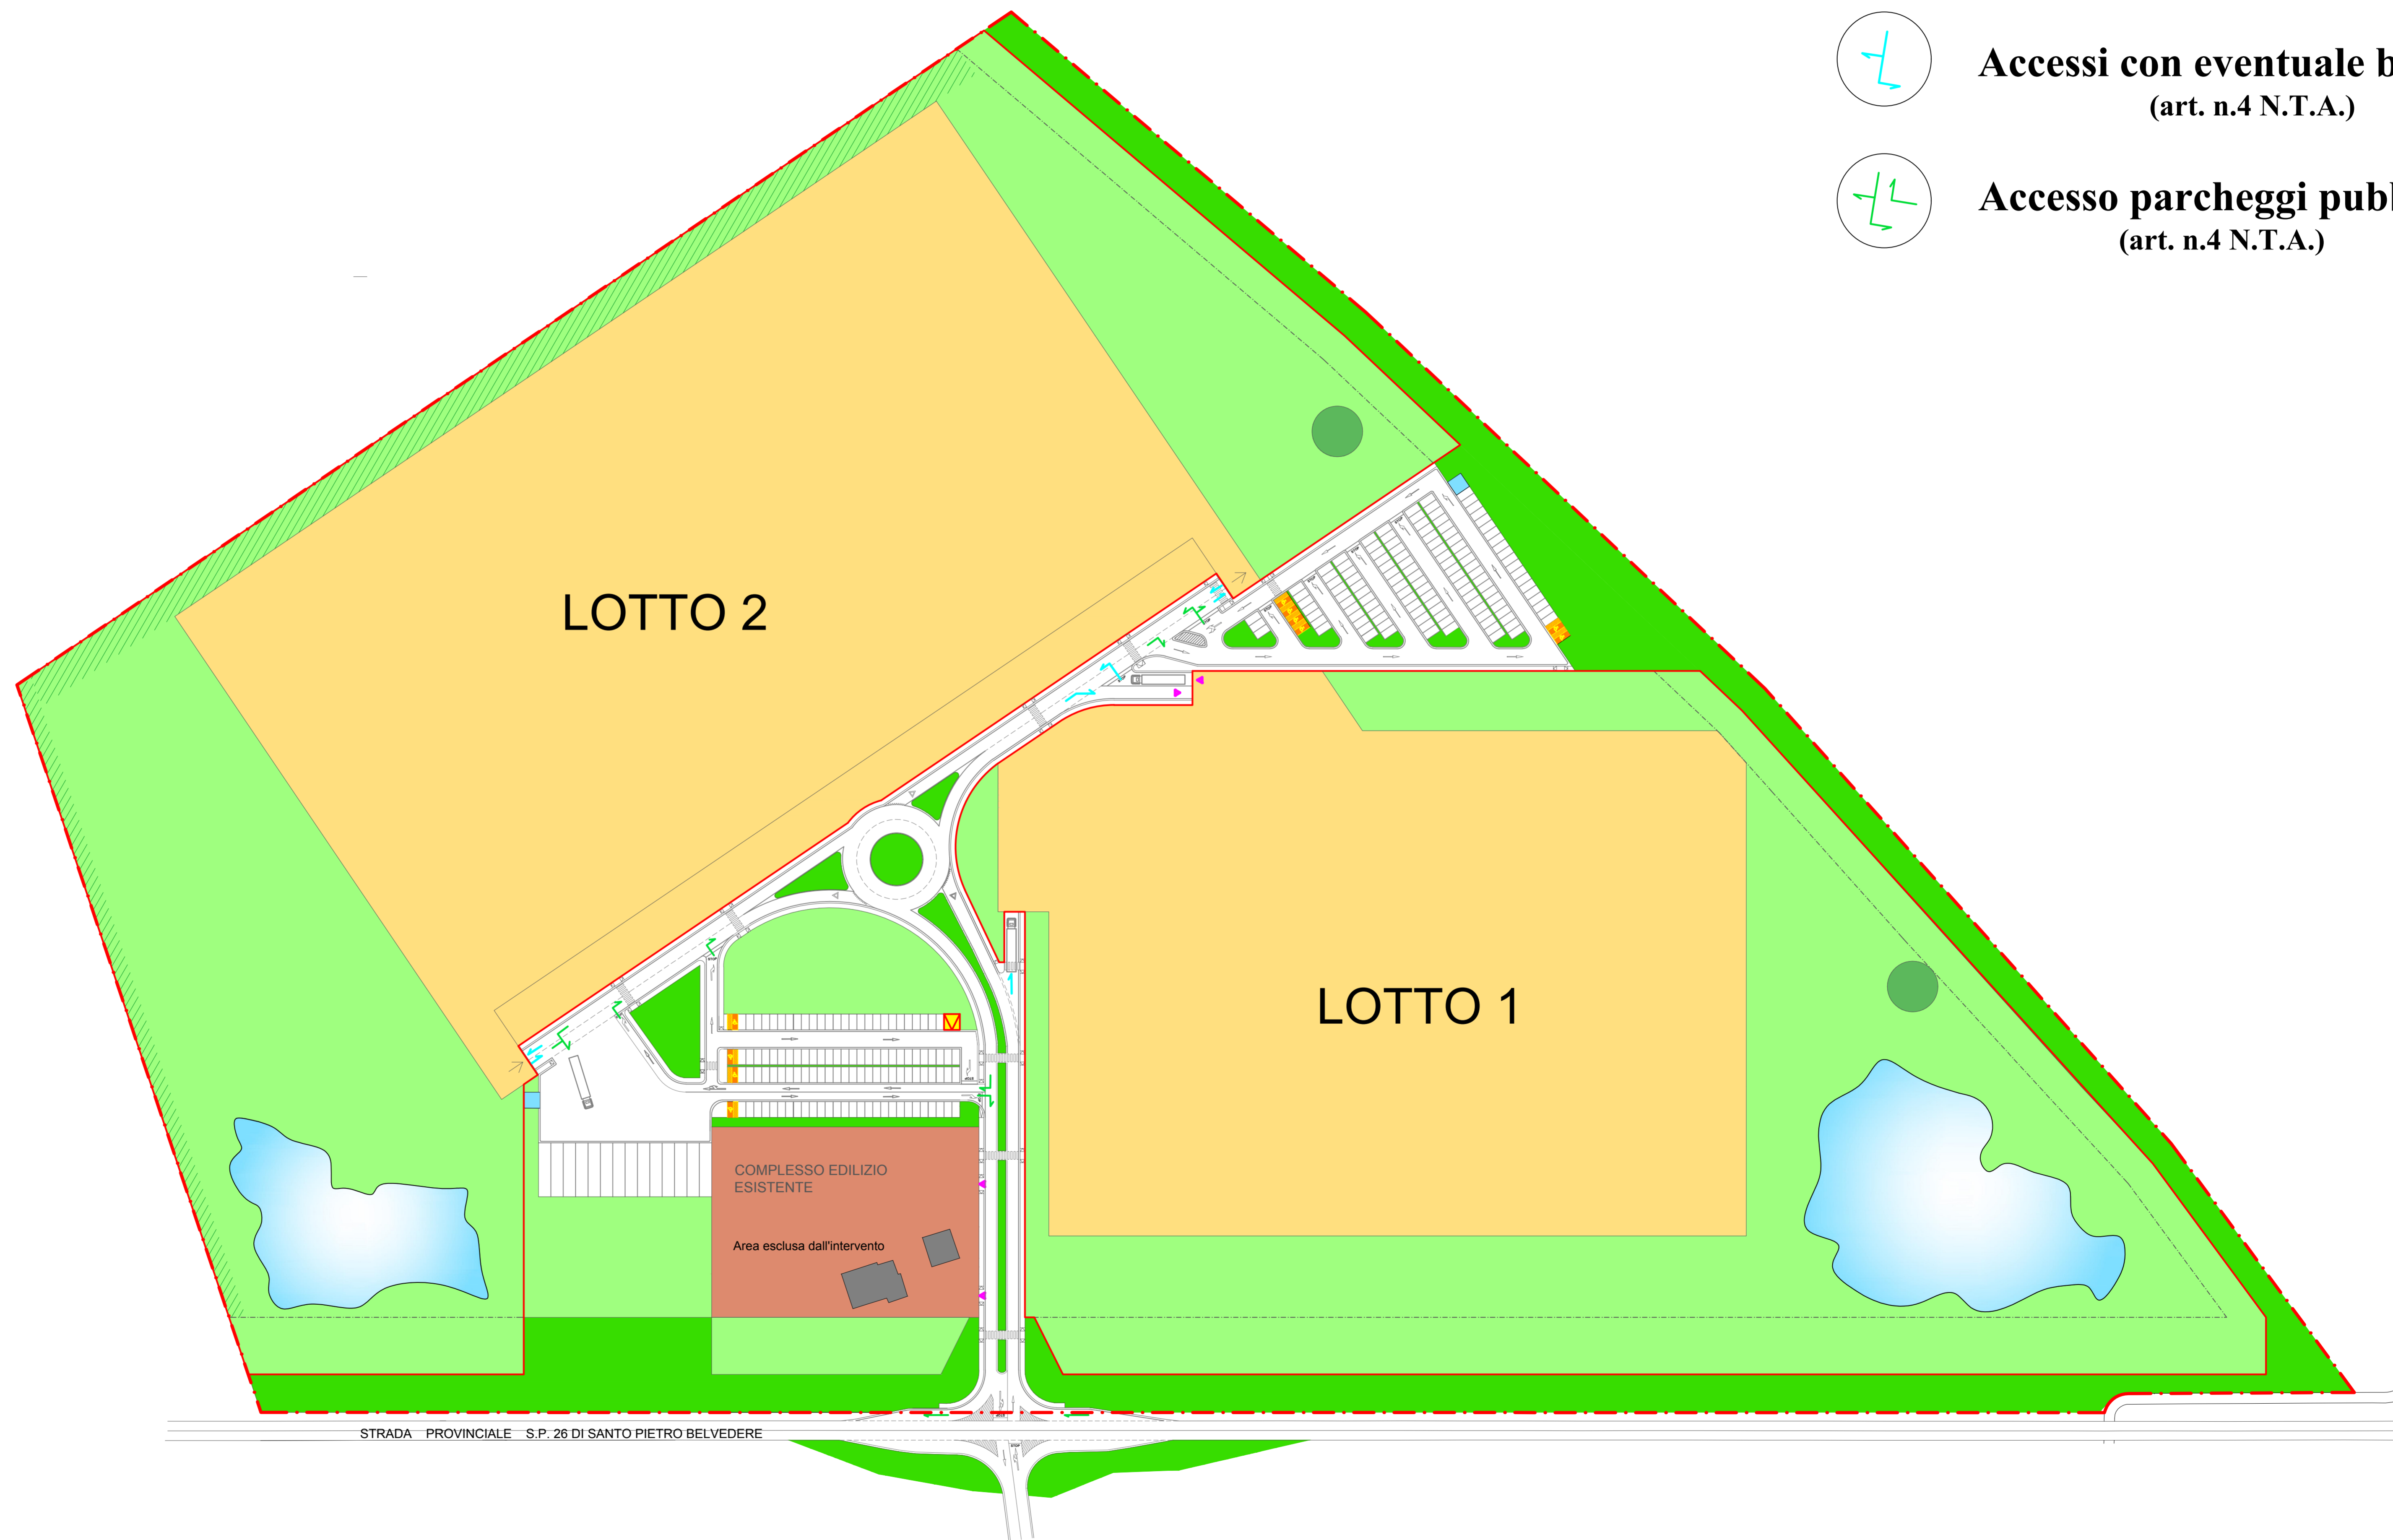 Accessi con eventuale b
(art. n.4 N.T.A.)
Accesso parcheggi pubb
(art. n.4 N.T.A.)
LOTTO 2
LOTTO 1
COMPLESSO EDILIZIO
ESISTENTE
Area esclusa dall'intervento
STRADA PROVINCIALE S.P. 26 DI SANTO PIETRO BELVEDERE